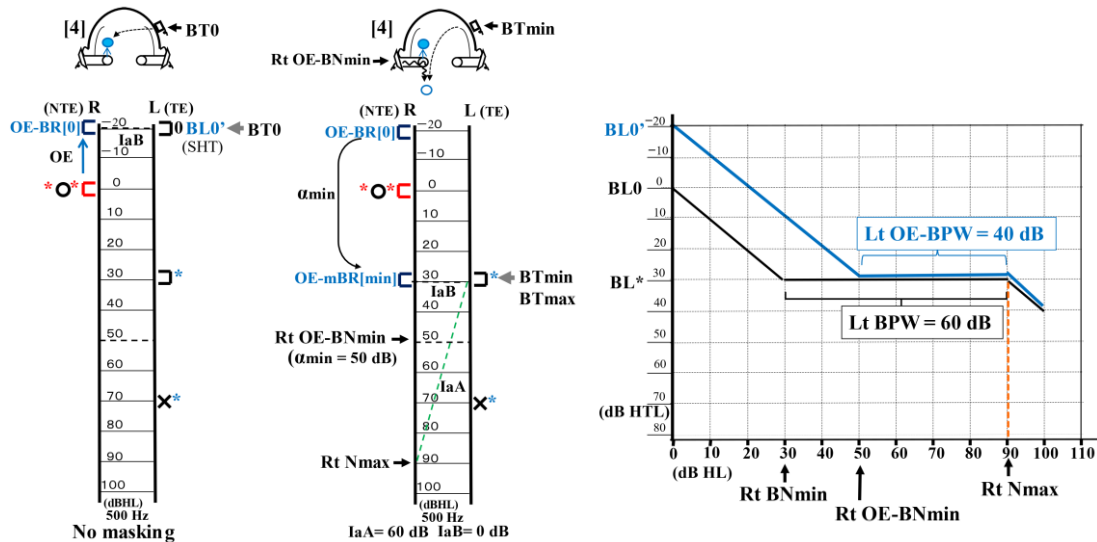 [4]
BT0
(NTE) R
L (TE)
OE-BR[0]
-20
0
BL0’
BT0
IaB
(SHT)
OE
-10
* *
0
10
20
30
*
40
50
60
70
*
80
90
100
(dBHL)
500 Hz
No masking
[4]
BTmin
Rt OE-BNmin
(NTE) R
L (TE)
OE-BR[0]
-20
-10
* *
0
αmin
10
20
OE-mBR[min]
30
*
BTmin
IaB
BTmax
40
Rt OE-BNmin
50
(αmin = 50 dB)
60
IaA
70
*
80
Rt Nmax
90
100
(dBHL)
500 Hz
IaA= 60 dB IaB= 0 dB
BL0’
-20
-10
BL0
0
10
20
BL*
30
40
50
60
70
(dB HTL)
80
Lt OE-BPW = 40 dB
Lt BPW = 60 dB
0 10 20 30 40 50 60 70 80 90 100 110
(dB HL)
Rt BNmin
Rt OE-BNmin
Rt Nmax